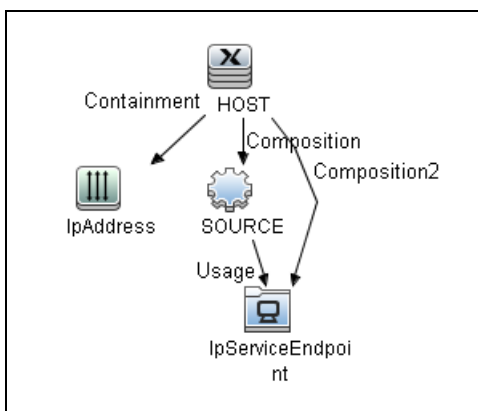 Containment
HOST
Composition
Composition2
IpAddress
SOURCE
Usage
IpServiceEndpoi
nt